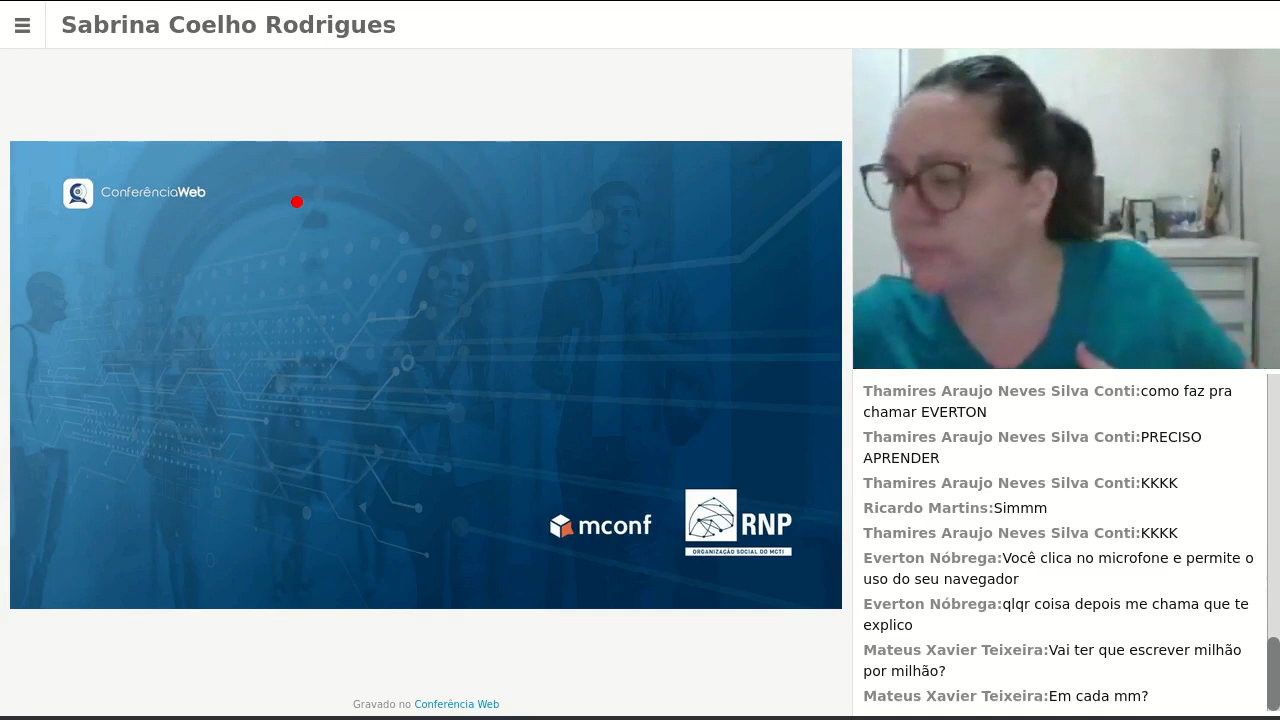 Sabrina Coelho Rodrigues
ConferênciaWeb
mconf
RNP
ORGANIZAÇÃO SOCIAL DO MCTI
Gravado no Conferência Web
Thamires Araujo Neves Silva Conti:como faz pra
chamar EVERTON
Thamires Araujo Neves Silva Conti:PRECISO
APRENDER
Thamires Araujo Neves Silva Conti:KKKK
Ricardo Martins:Simmm
Thamires Araujo Neves Silva Conti:KKKK
Everton Nóbrega:Você clica no microfone e permite o
uso do seu navegador
Everton Nóbrega:qlqr coisa depois me chama que te
explico
Mateus Xavier Teixeira:Vai ter que escrever milhão
por milhão?
Mateus Xavier Teixeira:Em cada mm?